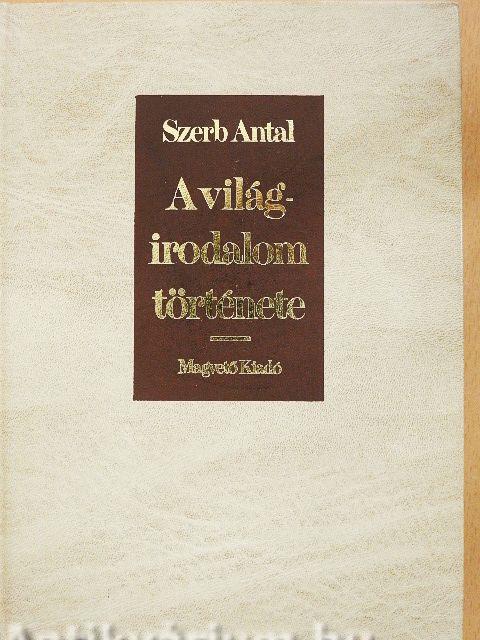 Szerb Antal
A világ-
irodalom
története
Magvető Kiadó